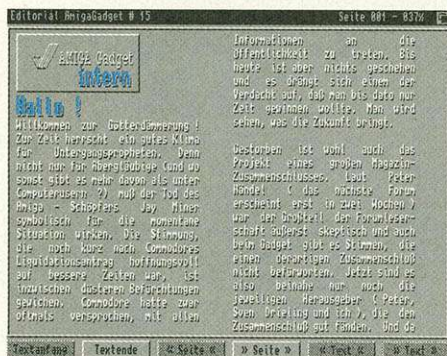 Editorial AmigaGadget # 15
Seite 001 - 037%
AMIGA Gadget
intern
Hallo !
Willkommen zur Götterdämmerung !
Zur Zeit herrscht ein gutes Klima
für Untergangspropheten. Denn
nicht nur für Abergläubige (und wo
sonst gibt es mehr davon als unter
Computerusern ?) muß der Tod des
Amiga - Schöpfers Jay Miner
symbolisch für die momentane
Situation wirken. Die Stimmung,
die noch kurz nach Commodores
Liquidationsantrag hoffnungsvoll
auf bessere Zeiten war, ist
inzwischen düsteren Befürchtungen
gewichen. Commodore hatte zwar
oftmals versprochen, mit allen
Informationen an die
Öffentlichkeit zu treten. Bis
heute ist aber nichts geschehen
und es drängt sich einem der
Verdacht auf, daß man bis dato nur
Zeit gewinnen wollte. Man wird
sehen, was die Zukunft bringt.
Gestorben ist wohl auch das
Projekt eines großen Magazin-
Zusammenschlusses. Laut Peter
Händel ( das nächste Forum
erscheint erst in zwei Wochen )
war der Großteil der Forumleser-
schaft äußerst skeptisch und auch
beim Gadget gibt es Stimmen, die
einen derartigen Zusammenschluß
nicht befürworten. Jetzt sind es
also beinahe nur noch die
jeweiligen Herausgeber ( Peter,
Sven Drieling und ich ), die den
Zusammenschluß gut fänden. Und da
Textanfang
Textende
« Seite «
» Seite »
« Text «
» Text »